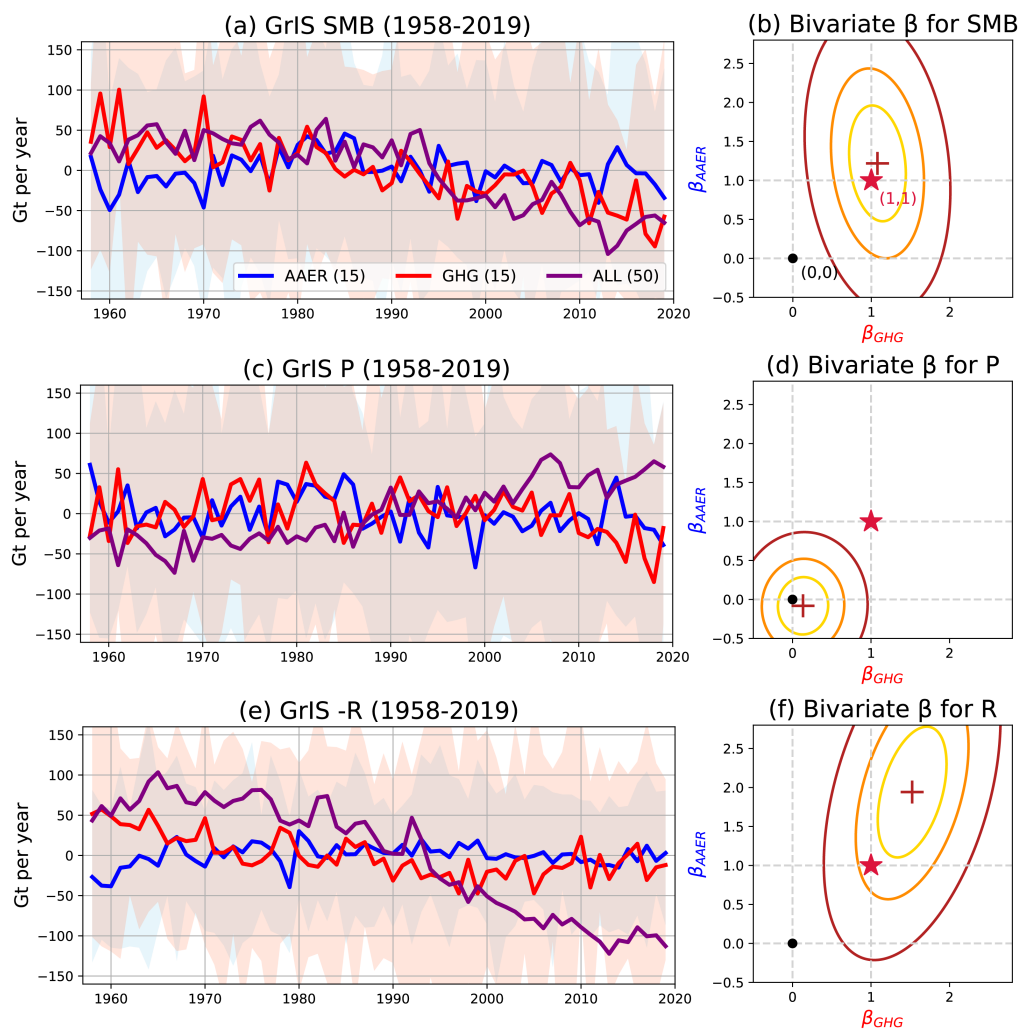 (a) GrIS SMB (1958-2019)
Gt per year
150
100
50
0
−50
−100
−150
AAER (15)
GHG (15)
ALL (50)
1960 1970 1980 1990 2000 2010 2020
(b) Bivariate β for SMB
βAAER
2.5
2.0
1.5
1.0
0.5
0.0
−0.5
(1,1)
(0,0)
0 1 2
βGHG
(c) GrIS P (1958-2019)
Gt per year
150
100
50
0
−50
−100
−150
1960 1970 1980 1990 2000 2010 2020
(d) Bivariate β for P
βAAER
2.5
2.0
1.5
1.0
0.5
0.0
−0.5
0 1 2
βGHG
(e) GrIS -R (1958-2019)
Gt per year
150
100
50
0
−50
−100
−150
1960 1970 1980 1990 2000 2010 2020
(f) Bivariate β for R
βAAER
2.5
2.0
1.5
1.0
0.5
0.0
−0.5
0 1 2
βGHG